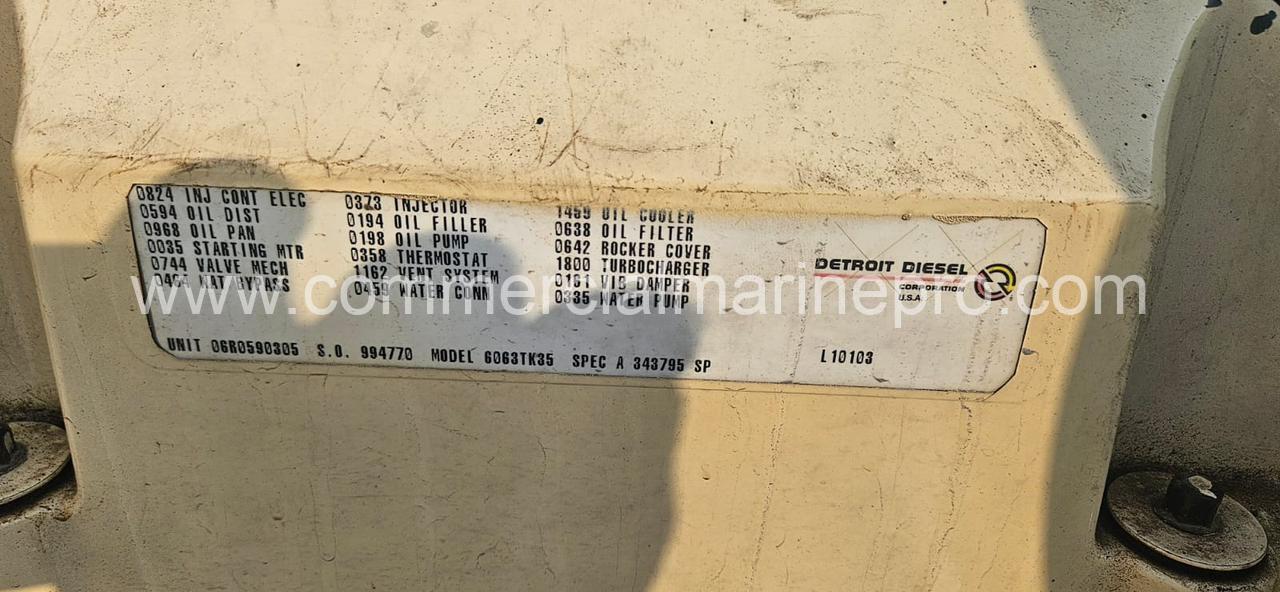 0824 INJ CONT ELEC
0594 OIL DIST
0968 OIL PAN
0035 STARTING MTR
0744 VALVE MECH
WAT BYPASS
0373 INJECTOR
0194 OIL FILLER
0198 OIL PUMP
0358 THERMOSTAT
1162 VENT SYSTEM
0459 WATER CONN
1459 OIL COOLER
0638 OIL FILTER
0642 ROCKER COVER
1800 TURBOCHARGER
0161 VIB DAMPER
0335 WATER PUMP
DETROIT DIESEL
CORPORATION
U.S.A.
www.commercialmarinepro.com
UNIT 06R0590305 S.O. 994770 MODEL 6063TK35 SPEC A 343795 SP L10103